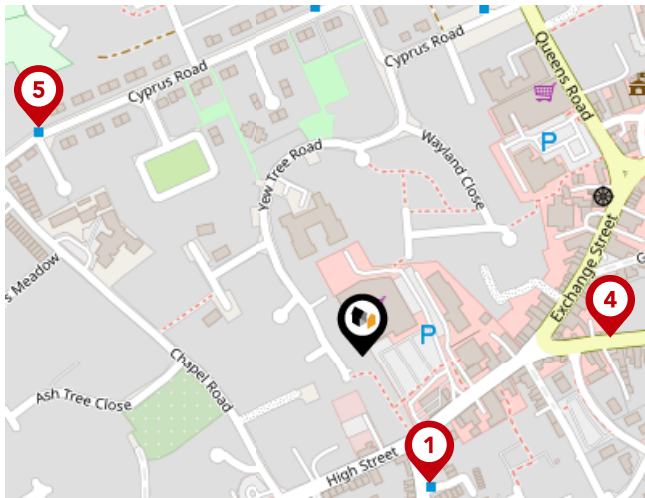 5
Cyprus Road
Cyprus Road
Queens Road
P
Yew Tree Road
Wayland Close
s Meadow
Exchange Street
G
4
P
Chapel Road
Ash Tree Close
1
High Street